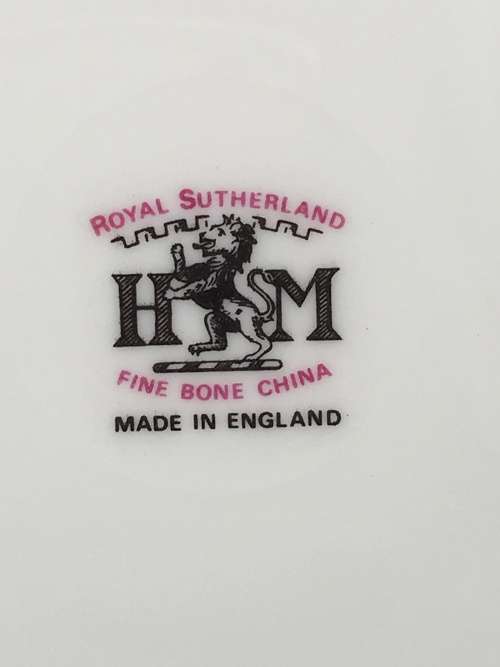 ROYAL SUTHERLAND
H M
FINE BONE CHINA
MADE IN ENGLAND